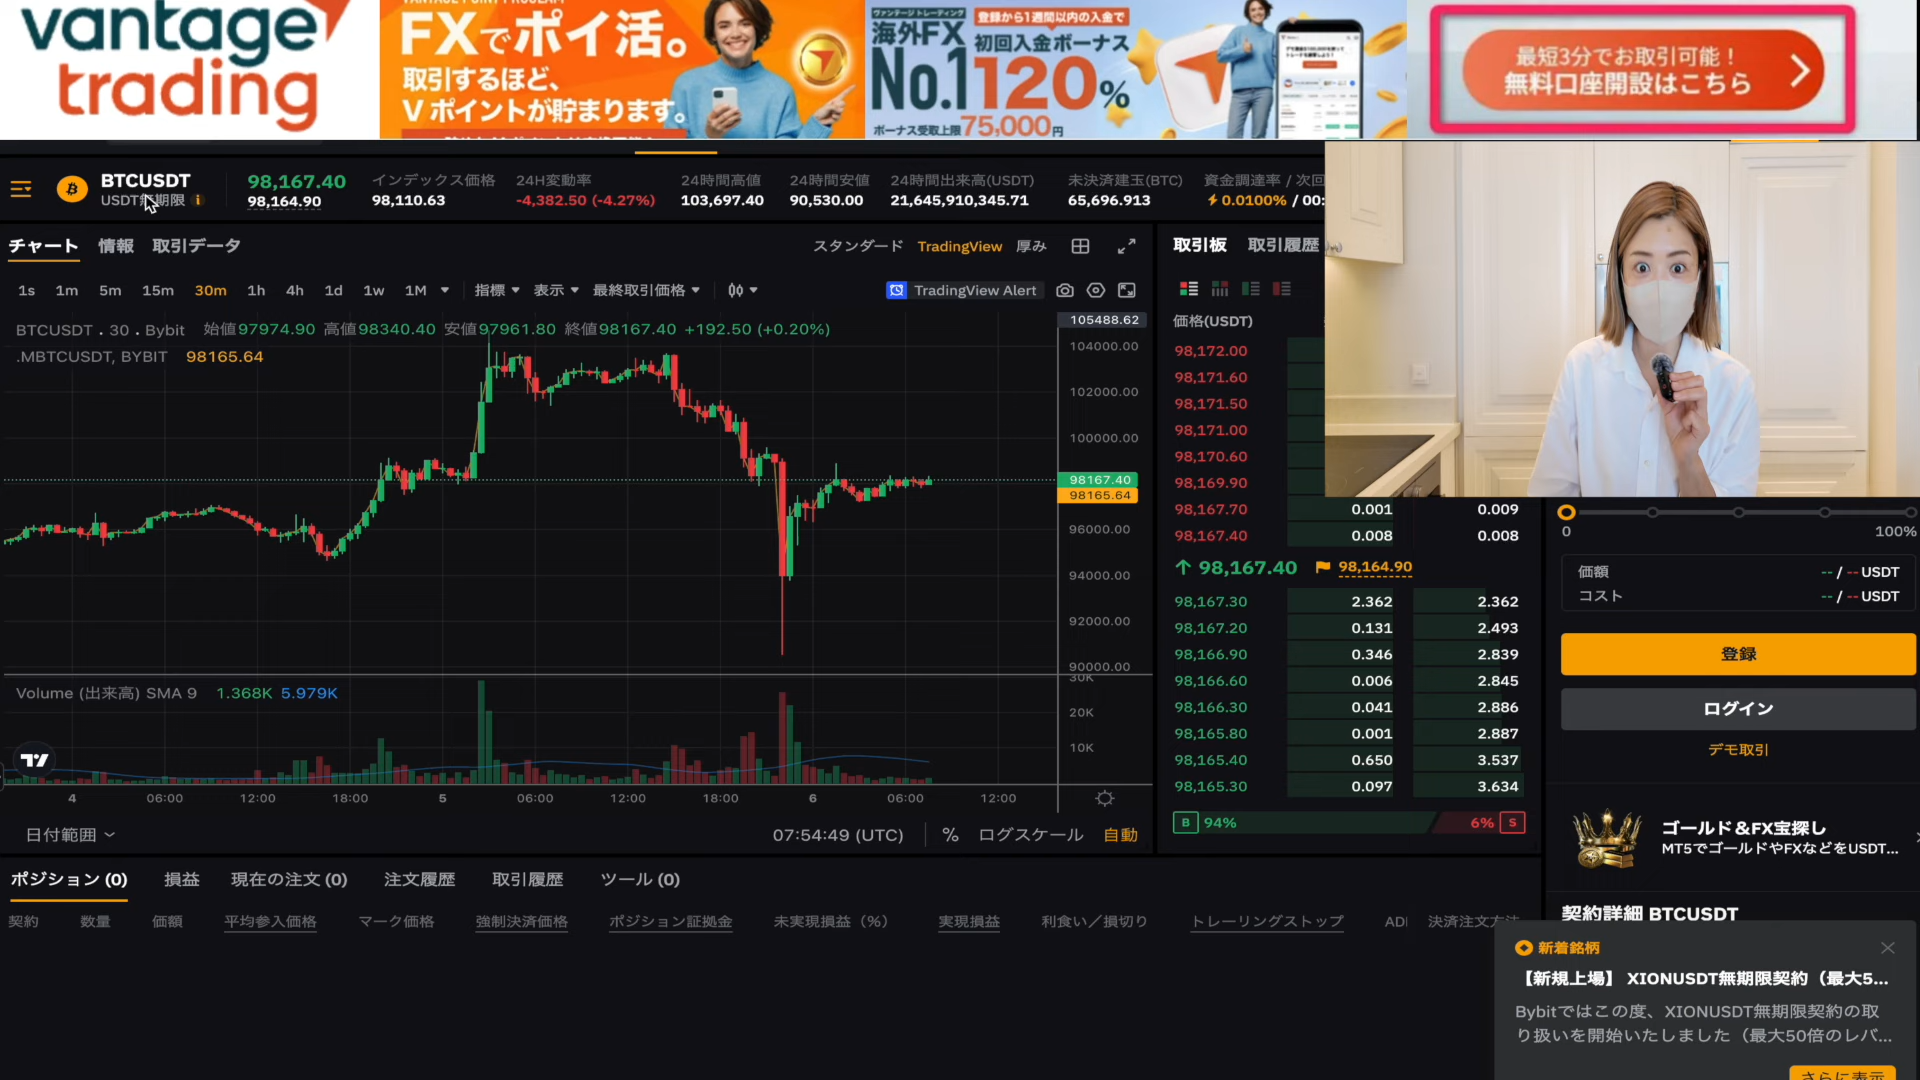 vantage
trading
FXでポイ活。
取引するほど、
Vポイントが貯まります。
ヴァンテージ トレーディング
海外FX
No.1
登録から1週間以内の入金で
初回入金ボーナス
120%
ボーナス受取上限75,000円
最短3分でお取引可能！
無料口座開設はこちら
BTCUSDT
USDT無期限
98,167.40
98,164.90
インデックス価格
98,110.63
24H変動率
-4,382.50 (-4.27%)
24時間高値
103,697.40
24時間安値
90,530.00
24時間出来高(USDT)
21,645,910,345.71
未決済建玉(BTC)
65,696.913
資金調達率 / 次回
0.0100% / 00:
チャート 情報 取引データ
スタンダード TradingView 厚み
1s 1m 5m 15m 30m 1h 4h 1d 1w 1M 指標 表示 最終取引価格
TradingView Alert
BTCUSDT . 30 . Bybit 始値97974.90 高値98340.40 安値97961.80 終値98167.40 +192.50 (+0.20%)
.MBTCUSDT, BYBIT 98165.64
105488.62
104000.00
102000.00
100000.00
98167.40
98165.64
96000.00
94000.00
92000.00
90000.00
Volume (出来高) SMA 9 1.368K 5.979K
30K
20K
10K
4 06:00 12:00 18:00 5 06:00 12:00 18:00 6 06:00 12:00
日付範囲
07:54:49 (UTC) % ログスケール 自動
取引板 取引履歴
価格(USDT)
98,172.00
98,171.60
98,171.50
98,171.00
98,170.60
98,169.90
98,167.70 0.001 0.009
98,167.40 0.008 0.008
98,167.40 98,164.90
98,167.30 2.362 2.362
98,167.20 0.131 2.493
98,166.90 0.346 2.839
98,166.60 0.006 2.845
98,166.30 0.041 2.886
98,165.80 0.001 2.887
98,165.40 0.650 3.537
98,165.30 0.097 3.634
B 94% 6% S
0 100%
価額 -- / -- USDT
コスト -- / -- USDT
登録
ログイン
デモ取引
ゴールド＆FX宝探し
MT5でゴールドやFXなどをUSDT...
契約詳細 BTCUSDT
ポジション (0) 損益 現在の注文 (0) 注文履歴 取引履歴 ツール (0)
契約 数量 価額 平均参入価格 マーク価格 強制決済価格 ポジション証拠金 未実現損益（%） 実現損益 利食い／損切り トレーリングストップ
新着銘柄
【新規上場】 XIONUSDT無期限契約（最大5...
Bybitではこの度、XIONUSDT無期限契約の取
り扱いを開始いたしました（最大50倍のレバ...
さらに表示